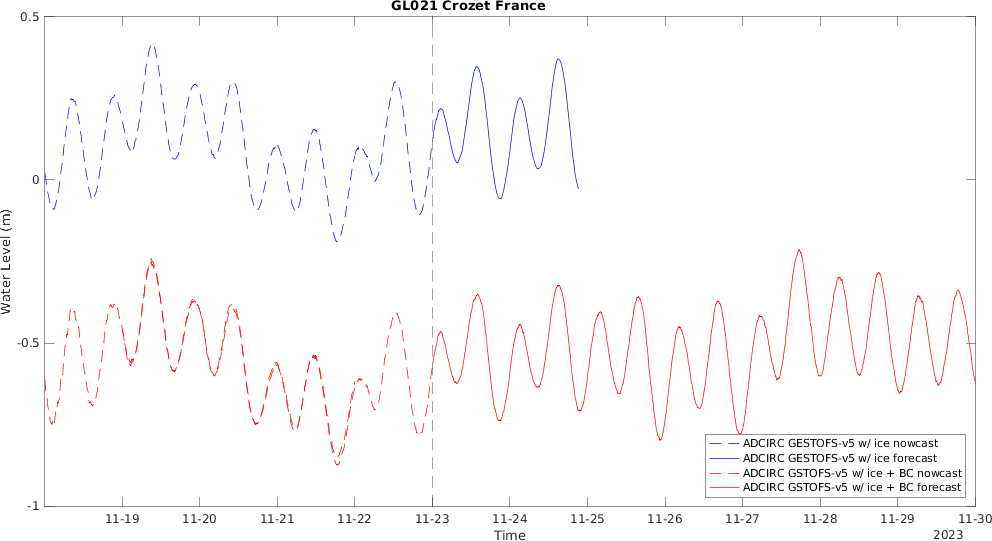 GL021 Crozet France
0.5
0
-0.5
-1
Water Level (m)
11-19
11-20
11-21
11-22
11-23
11-24
11-25
11-26
11-27
11-28
11-29
11-30
Time
2023
ADCIRC GESTOFS-v5 w/ ice nowcast
ADCIRC GESTOFS-v5 w/ ice forecast
ADCIRC GSTOFS-v5 w/ ice + BC nowcast
ADCIRC GSTOFS-v5 w/ ice + BC forecast